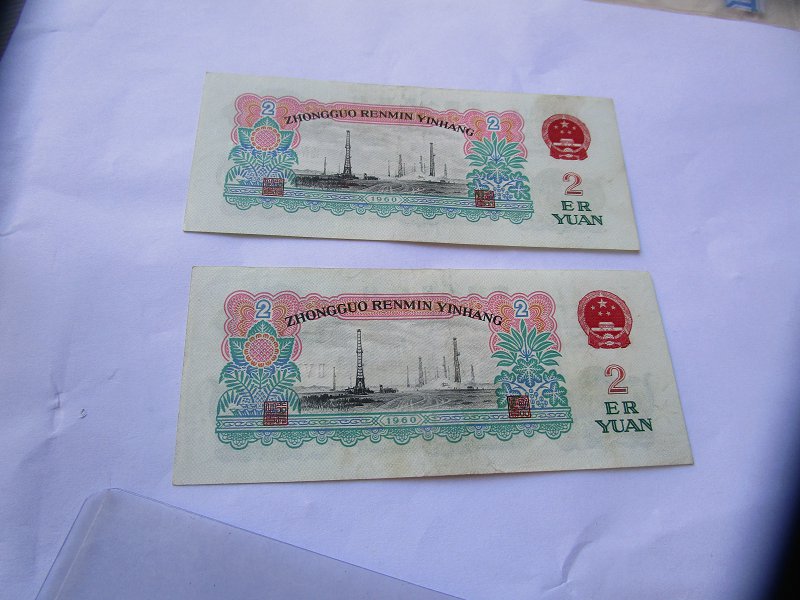 2 ZHONGGUO RENMIN YINHANG 2
2
ER
YUAN
1960
2 ZHONGGUO RENMIN YINHANG 2
2
ER
YUAN
1960